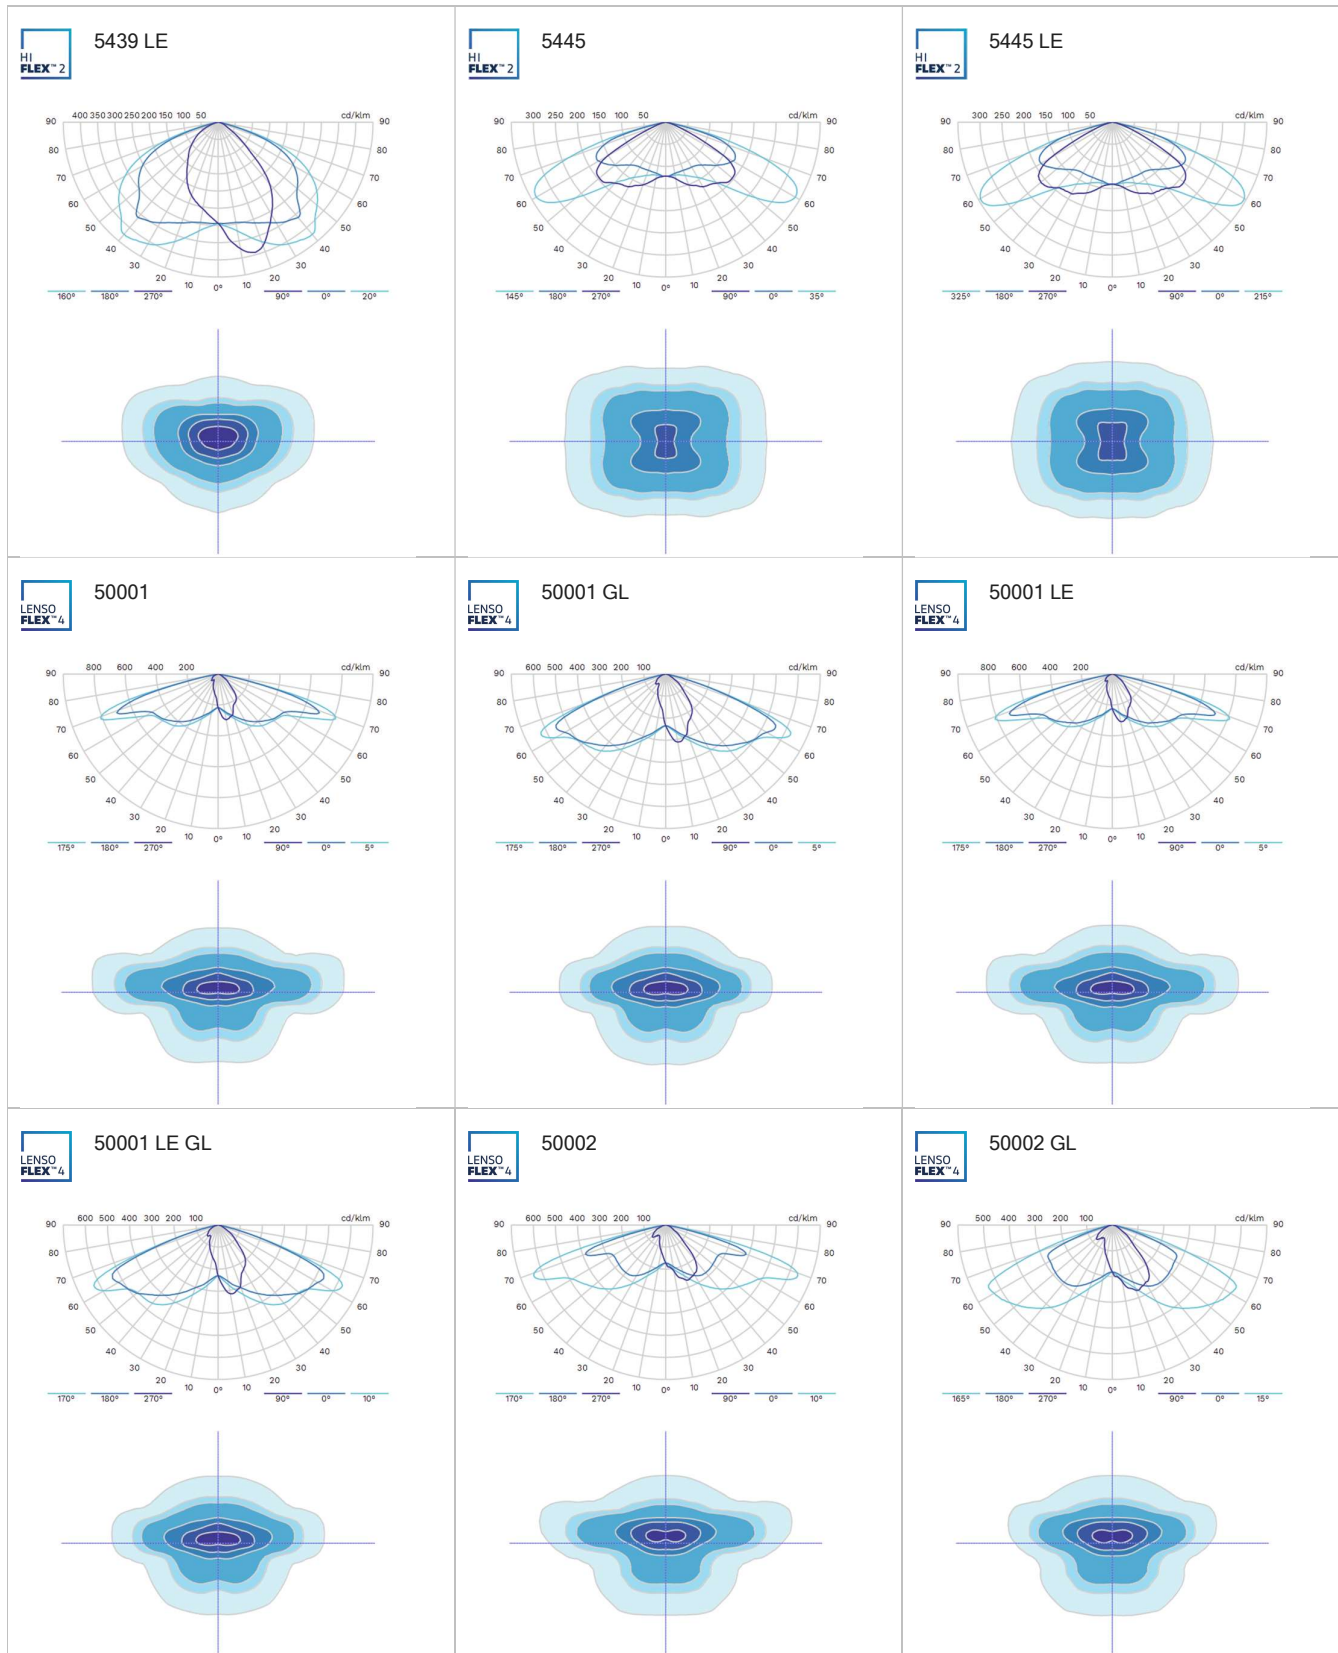 HI
FLEX™ 2
5439 LE
90 400 350 300 250 200 150 100 50 cd/klm 90
80 80
70 70
60 60
50 50
40 40
30 30
20 10 0° 10 20
160° 180° 270° 90° 0° 20°
HI
FLEX™ 2
5445
90 300 250 200 150 100 50 cd/klm 90
80 80
70 70
60 60
50 50
40 40
30 30
20 10 0° 10 20
145° 180° 270° 90° 0° 35°
HI
FLEX™ 2
5445 LE
90 300 250 200 150 100 50 cd/klm 90
80 80
70 70
60 60
50 50
40 40
30 30
20 10 0° 10 20
325° 180° 270° 90° 0° 215°
LENSO
FLEX™ 4
50001
90 800 600 400 200 cd/klm 90
80 80
70 70
60 60
50 50
40 40
30 30
20 10 0° 10 20
175° 180° 270° 90° 0° 5°
LENSO
FLEX™ 4
50001 GL
90 600 500 400 300 200 100 cd/klm 90
80 80
70 70
60 60
50 50
40 40
30 30
20 10 0° 10 20
175° 180° 270° 90° 0° 5°
LENSO
FLEX™ 4
50001 LE
90 800 600 400 200 cd/klm 90
80 80
70 70
60 60
50 50
40 40
30 30
20 10 0° 10 20
175° 180° 270° 90° 0° 5°
LENSO
FLEX™ 4
50001 LE GL
90 600 500 400 300 200 100 cd/klm 90
80 80
70 70
60 60
50 50
40 40
30 30
20 10 0° 10 20
170° 180° 270° 90° 0° 10°
LENSO
FLEX™ 4
50002
90 600 500 400 300 200 100 cd/klm 90
80 80
70 70
60 60
50 50
40 40
30 30
20 10 0° 10 20
170° 180° 270° 90° 0° 10°
LENSO
FLEX™ 4
50002 GL
90 500 400 300 200 100 cd/klm 90
80 80
70 70
60 60
50 50
40 40
30 30
20 10 0° 10 20
165° 180° 270° 90° 0° 15°